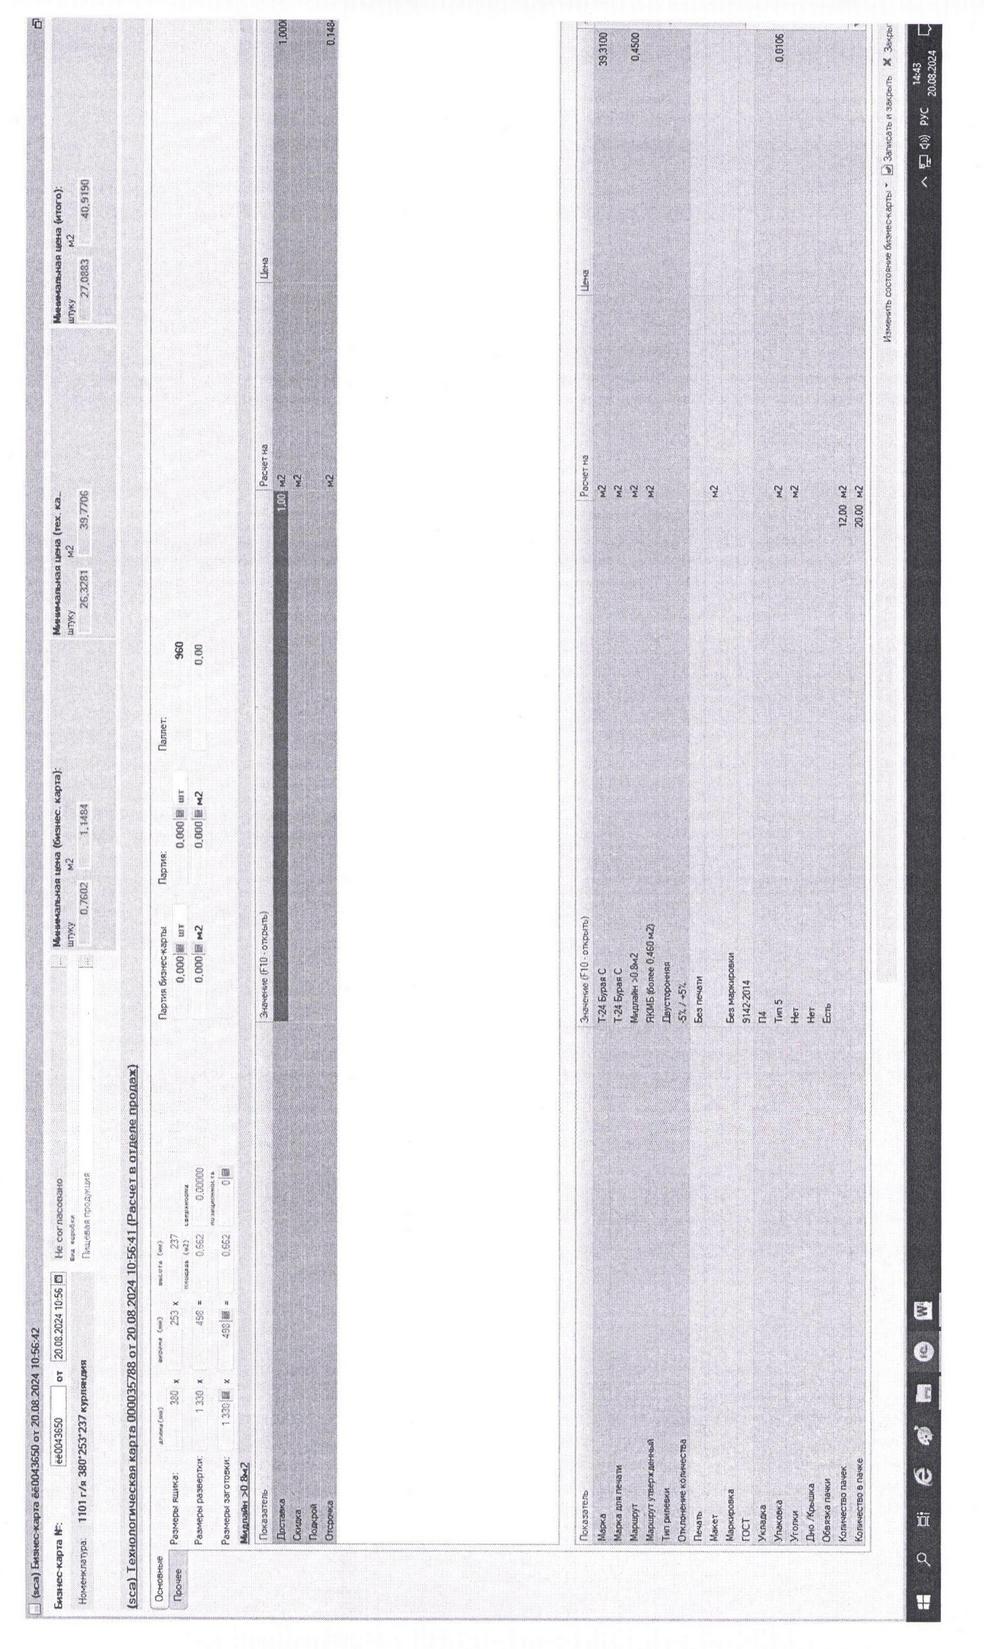 (sca) Бизнес-карта ёё0043650 от 20.08.2024 10:56:42
Бизнес-карта №: ёё0043650 от 20.08.2024 10:56 Не согласовано
Вид коробки
Номенклатура: 1101 г/я 380*253*237 курляндия Пищевая продукция
Минимальная цена (бизнес. карта): Минимальная цена (тех. ка... Минимальная цена (итого):
штуку м2 штуку м2 штуку м2
0,7602 1,1484 26,3281 39,7706 27,0883 40,9190
(sca) Технологическая карта 000035788 от 20.08.2024 10:56:41 (Расчет в отделе продаж)
Основные
Прочее
длина(мм) ширина (мм) высота (мм) Партия бизнес-карты Партия: Паллет:
Размеры ящика: 380 x 253 x 237 0,000 шт 0,000 шт 960
площадь (м2)
Размеры развертки: 1 330 x 498 = 0,662 0,00000 0,000 м2 0,000 м2 0,00
Размеры заготовки: 1 330 x 498 = 0,662 0
Мидлайн >0.8м2
Показатель Значение (F10 - открыть) Расчет на Цена
Доставка 1,00 м2 1,000
Скидка м2
Подкрой
Оторочка м2 0,148
Показатель Значение (F10 - открыть) Расчет на Цена
Марка Т-24 Бурая С м2 39,3100
Марка для печати Т-24 Бурая С м2
Маршрут Мидлайн >0.8м2 м2 0,4500
Маршрут утвержденный ЯКМБ (более 0,460 м2) м2
Тип рилевки Двусторонняя
Отклонение количества -5% / +5%
Печать Без печати
Макет м2
Маркировка Без маркировки
ГОСТ 9142-2014
Укладка П4
Упаковка Тип 5 м2 0,0106
Уголки Нет м2
Дно /Крышка Нет
Обвязка пачки Есть
Количество пачек 12,00 м2
Количество в пачке 20,00 м2
Изменить состояние бизнес-карты Записать и закрыть Закры
РУС 14:43
20.08.2024